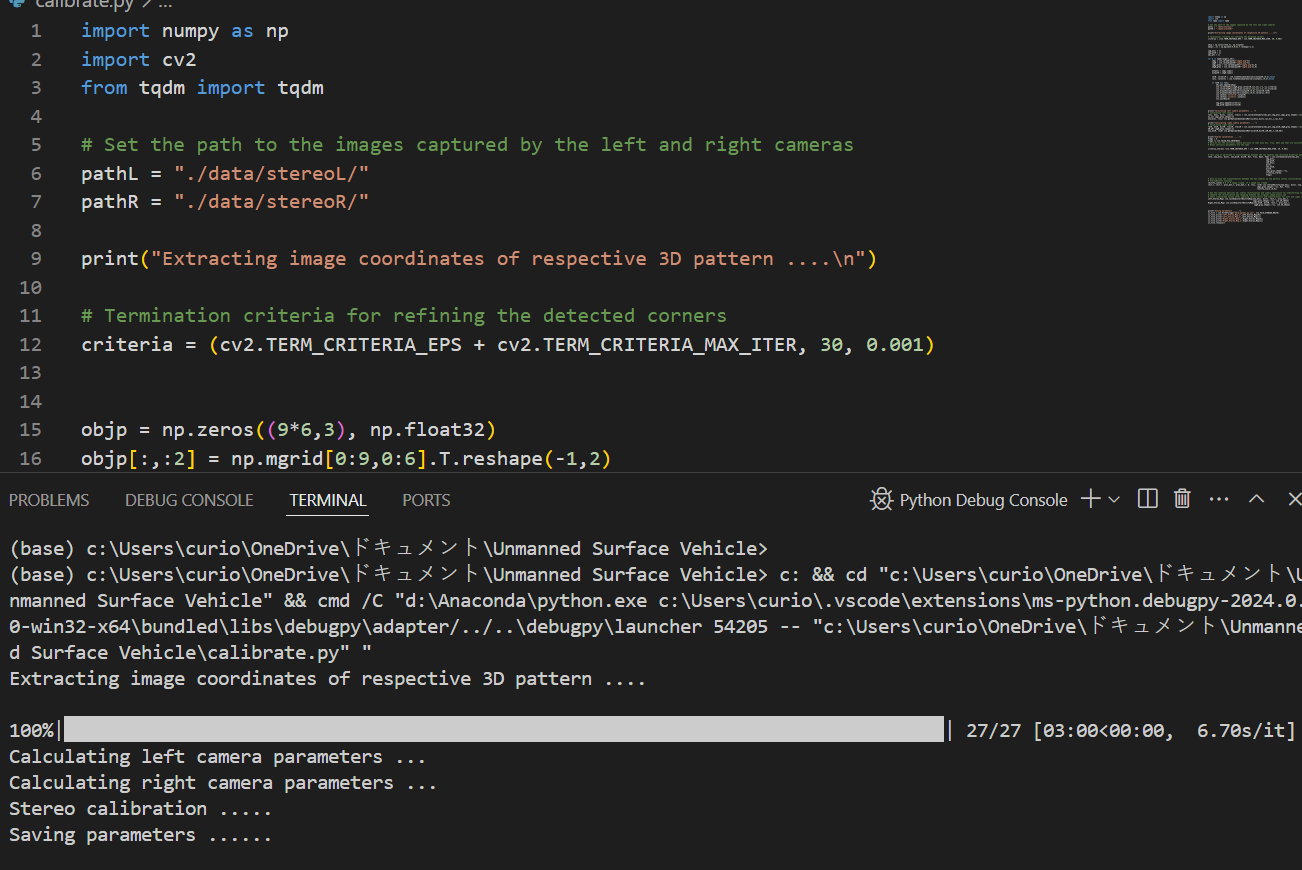 calibrate.py > ...
1 import numpy as np
2 import cv2
3 from tqdm import tqdm
4
5 # Set the path to the images captured by the left and right cameras
6 pathL = "./data/stereoL/"
7 pathR = "./data/stereoR/"
8
9 print("Extracting image coordinates of respective 3D pattern ....\n")
10
11 # Termination criteria for refining the detected corners
12 criteria = (cv2.TERM_CRITERIA_EPS + cv2.TERM_CRITERIA_MAX_ITER, 30, 0.001)
13
14
15 objp = np.zeros((9*6,3), np.float32)
16 objp[:,:2] = np.mgrid[0:9,0:6].T.reshape(-1,2)
PROBLEMS DEBUG CONSOLE TERMINAL PORTS Python Debug Console
(base) c:\Users\curio\OneDrive\ドキュメント\Unmanned Surface Vehicle>
(base) c:\Users\curio\OneDrive\ドキュメント\Unmanned Surface Vehicle> c: && cd "c:\Users\curio\OneDrive\ドキュメント\U
nmanned Surface Vehicle" && cmd /C "d:\Anaconda\python.exe c:\Users\curio\.vscode\extensions\ms-python.debugpy-2024.0.
0-win32-x64\bundled\libs\debugpy\adapter/../..\debugpy\launcher 54205 -- "c:\Users\curio\OneDrive\ドキュメント\Unmanne
d Surface Vehicle\calibrate.py" "
Extracting image coordinates of respective 3D pattern ....
100%| | 27/27 [03:00<00:00, 6.70s/it]
Calculating left camera parameters ...
Calculating right camera parameters ...
Stereo calibration .....
Saving parameters ......